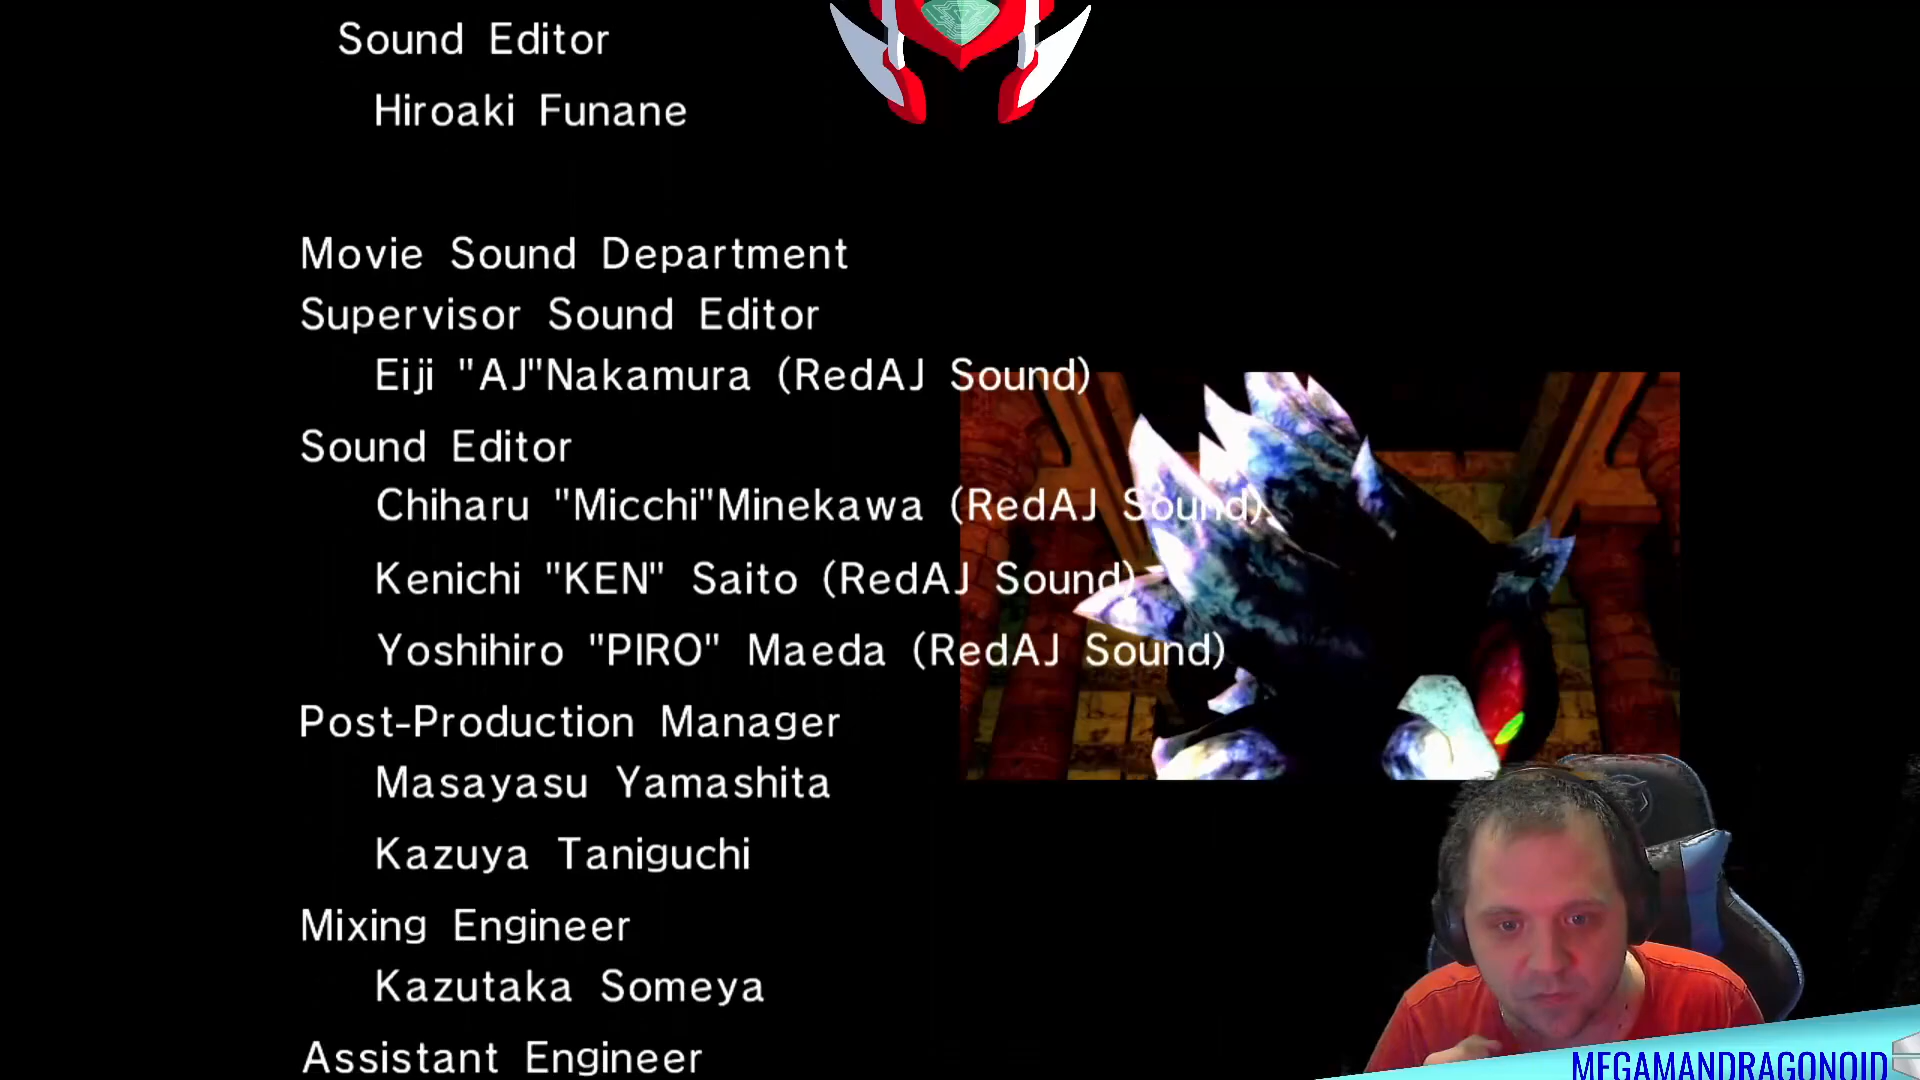 Sound Editor
Hiroaki Funane
Movie Sound Department
Supervisor Sound Editor
Eiji "AJ"Nakamura (RedAJ Sound)
Sound Editor
Chiharu "Micchi"Minekawa (RedAJ Sound)
Kenichi "KEN" Saito (RedAJ Sound)
Yoshihiro "PIRO" Maeda (RedAJ Sound)
Post-Production Manager
Masayasu Yamashita
Kazuya Taniguchi
Mixing Engineer
Kazutaka Someya
Assistant Engineer
MEGAMANDRAGONOID